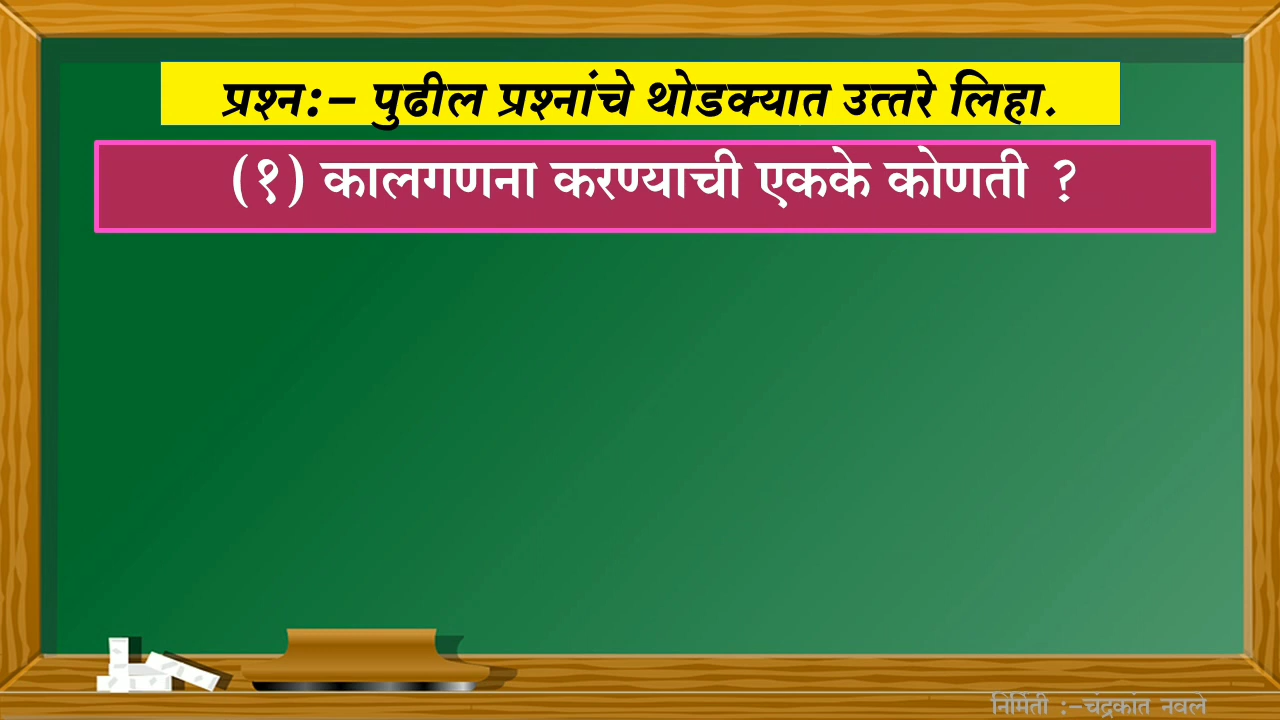 प्रश्न:– पुढील प्रश्नांचे थोडक्यात उत्तरे लिहा.
(१) कालगणना करण्याची एकके कोणती ?
निर्मिती :–चंद्रकांत नवले